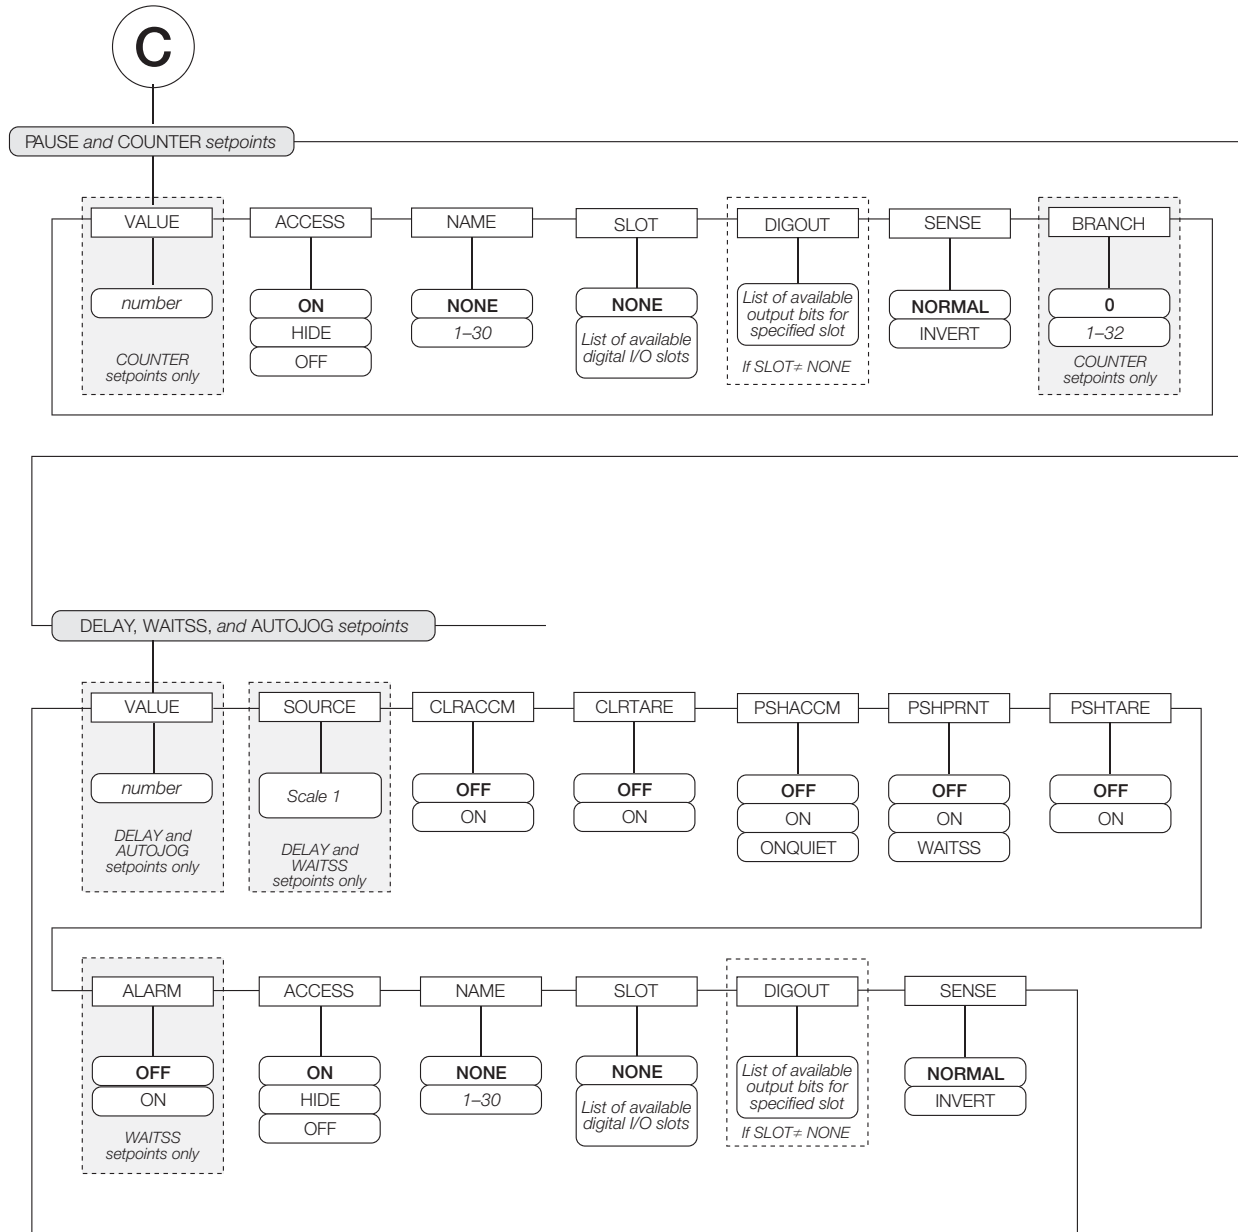 C
PAUSE and COUNTER setpoints
VALUE
ACCESS
NAME
SLOT
DIGOUT
SENSE
BRANCH
number
COUNTER
setpoints only
ON
HIDE
OFF
NONE
1–30
NONE
List of available
digital I/O slots
List of available
output bits for
specified slot
If SLOT≠ NONE
NORMAL
INVERT
0
1–32
COUNTER
setpoints only
DELAY, WAITSS, and AUTOJOG setpoints
VALUE
SOURCE
CLRACCM
CLRTARE
PSHACCM
PSHPRNT
PSHTARE
number
DELAY and
AUTOJOG
setpoints only
Scale 1
DELAY and
WAITSS
setpoints only
OFF
ON
OFF
ON
OFF
ON
ONQUIET
OFF
ON
WAITSS
OFF
ON
ALARM
ACCESS
NAME
SLOT
DIGOUT
SENSE
OFF
ON
WAITSS
setpoints only
ON
HIDE
OFF
NONE
1–30
NONE
List of available
digital I/O slots
List of available
output bits for
specified slot
If SLOT≠ NONE
NORMAL
INVERT